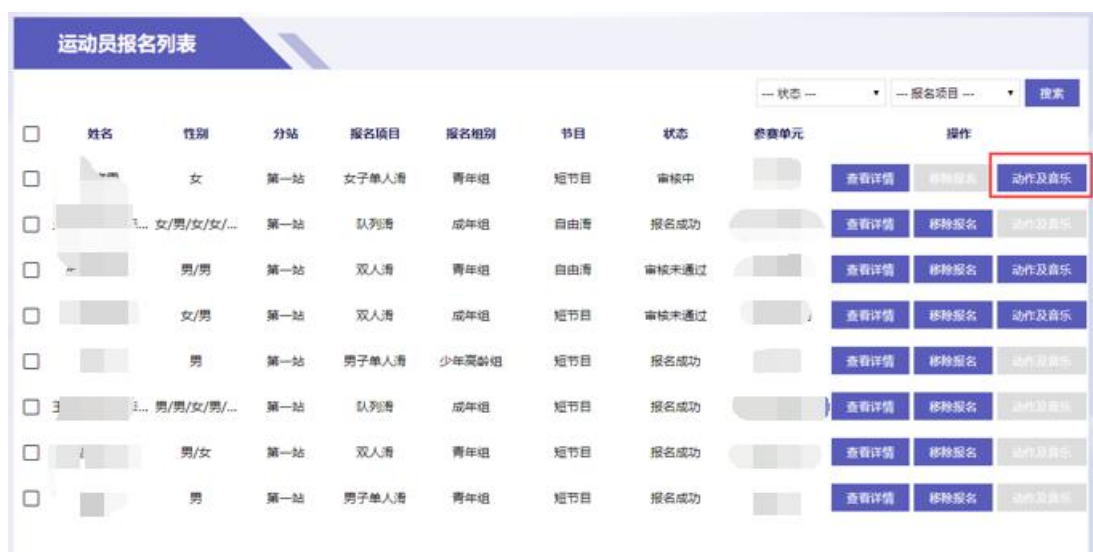 运动员报名列表
--- 状态 --- --- 报名项目 --- 搜索
姓名 性别 分站 报名项目 报名组别 节目 状态 参赛单元 操作
女 第一站 女子单人滑 青年组 短节目 审核中 查看详情 移除报名 动作及音乐
女/男/女/女/... 第一站 队列滑 成年组 自由滑 报名成功 查看详情 移除报名 动作及音乐
男/男 第一站 双人滑 青年组 自由滑 审核未通过 查看详情 移除报名 动作及音乐
女/男 第一站 双人滑 成年组 短节目 审核未通过 查看详情 移除报名 动作及音乐
男 第一站 男子单人滑 少年高龄组 短节目 报名成功 查看详情 移除报名 动作及音乐
男/男/女/男/... 第一站 队列滑 成年组 短节目 报名成功 查看详情 移除报名 动作及音乐
男/女 第一站 双人滑 青年组 短节目 报名成功 查看详情 移除报名 动作及音乐
男 第一站 男子单人滑 青年组 短节目 报名成功 查看详情 移除报名 动作及音乐